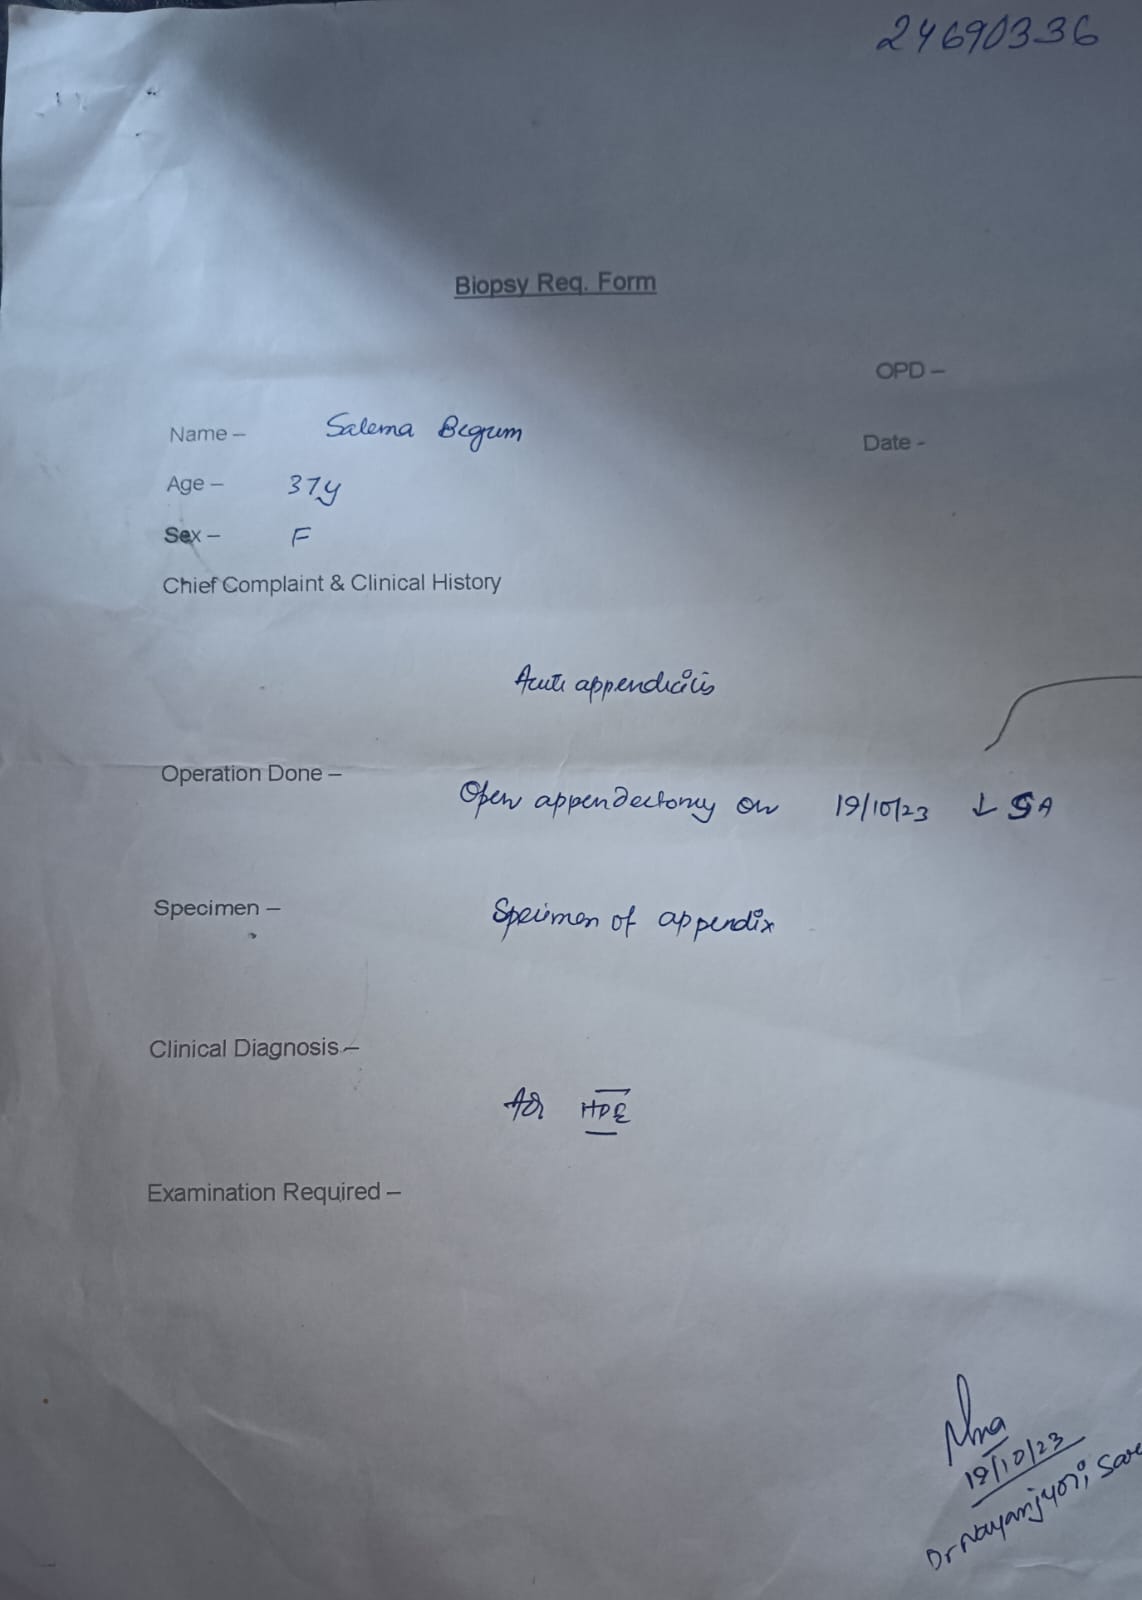 24690336
Biopsy Req. Form
OPD –
Name – Salema Begum
Date -
Age – 37y
Sex – F
Chief Complaint & Clinical History
Acute appendicitis
Operation Done –
Open appendectomy on 19/10/23 ↓ SA
Specimen –
Specimen of appendix
Clinical Diagnosis –
for HPE
Examination Required –
19/10/23
Dr Nayanjyoti